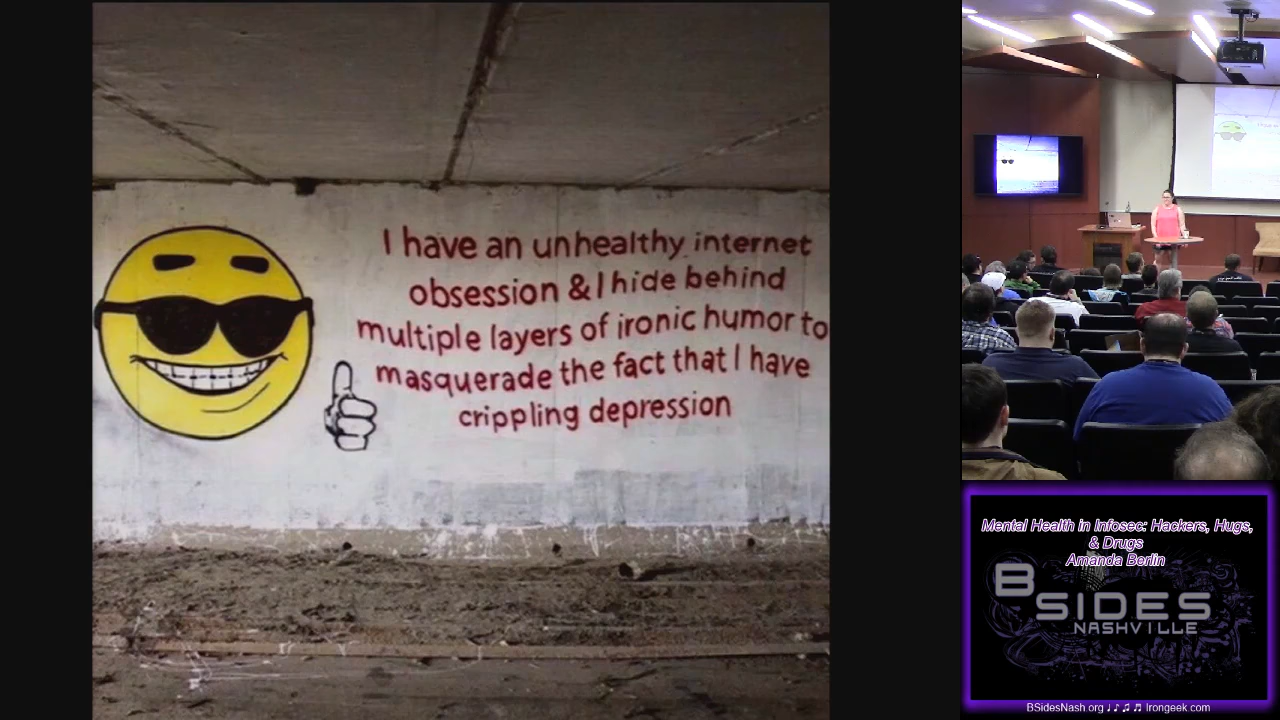 I have an unhealthy internet
obsession & I hide behind
multiple layers of ironic humor to
masquerade the fact that I have
crippling depression
Mental Health in Infosec: Hackers, Hugs,
& Drugs
Amanda Berlin
BSIDES
NASHVILLE
BSidesNash.org ♩ ♪ ♫ ♬ Irongeek.com